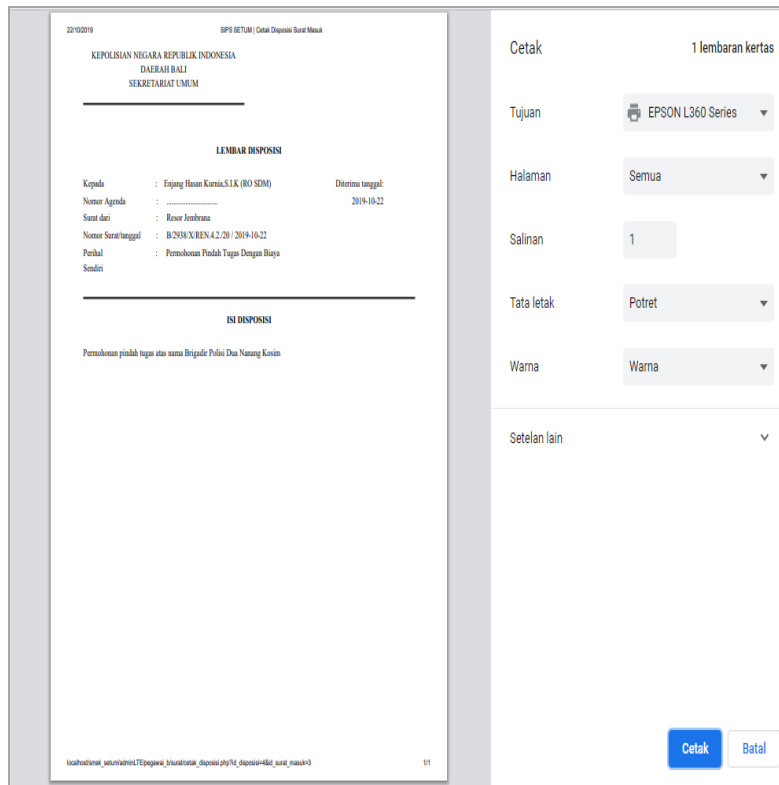 22/10/2019 SIPS SETUM | Cetak Disposisi Surat Masuk
KEPOLISIAN NEGARA REPUBLIK INDONESIA
DAERAH BALI
SEKRETARIAT UMUM
LEMBAR DISPOSISI
Kepada : Enjang Hasan Kurnia,S.I.K (RO SDM) Diterima tanggal:
Nomor Agenda : .......................... 2019-10-22
Surat dari : Resor Jembrana
Nomor Surat/tanggal : B/2938/X/REN.4.2./20 / 2019-10-22
Perihal : Permohonan Pindah Tugas Dengan Biaya
Sendiri
ISI DISPOSISI
Permohonan pindah tugas atas nama Brigadir Polisi Dua Nanang Kosim
localhost/smsk_setum/adminLTE/pegawai_b/surat/cetak_disposisi.php?id_disposisi=4&id_surat_masuk=3 1/1
Cetak 1 lembaran kertas
Tujuan EPSON L360 Series
Halaman Semua
Salinan 1
Tata letak Potret
Warna Warna
Setelan lain
Cetak Batal